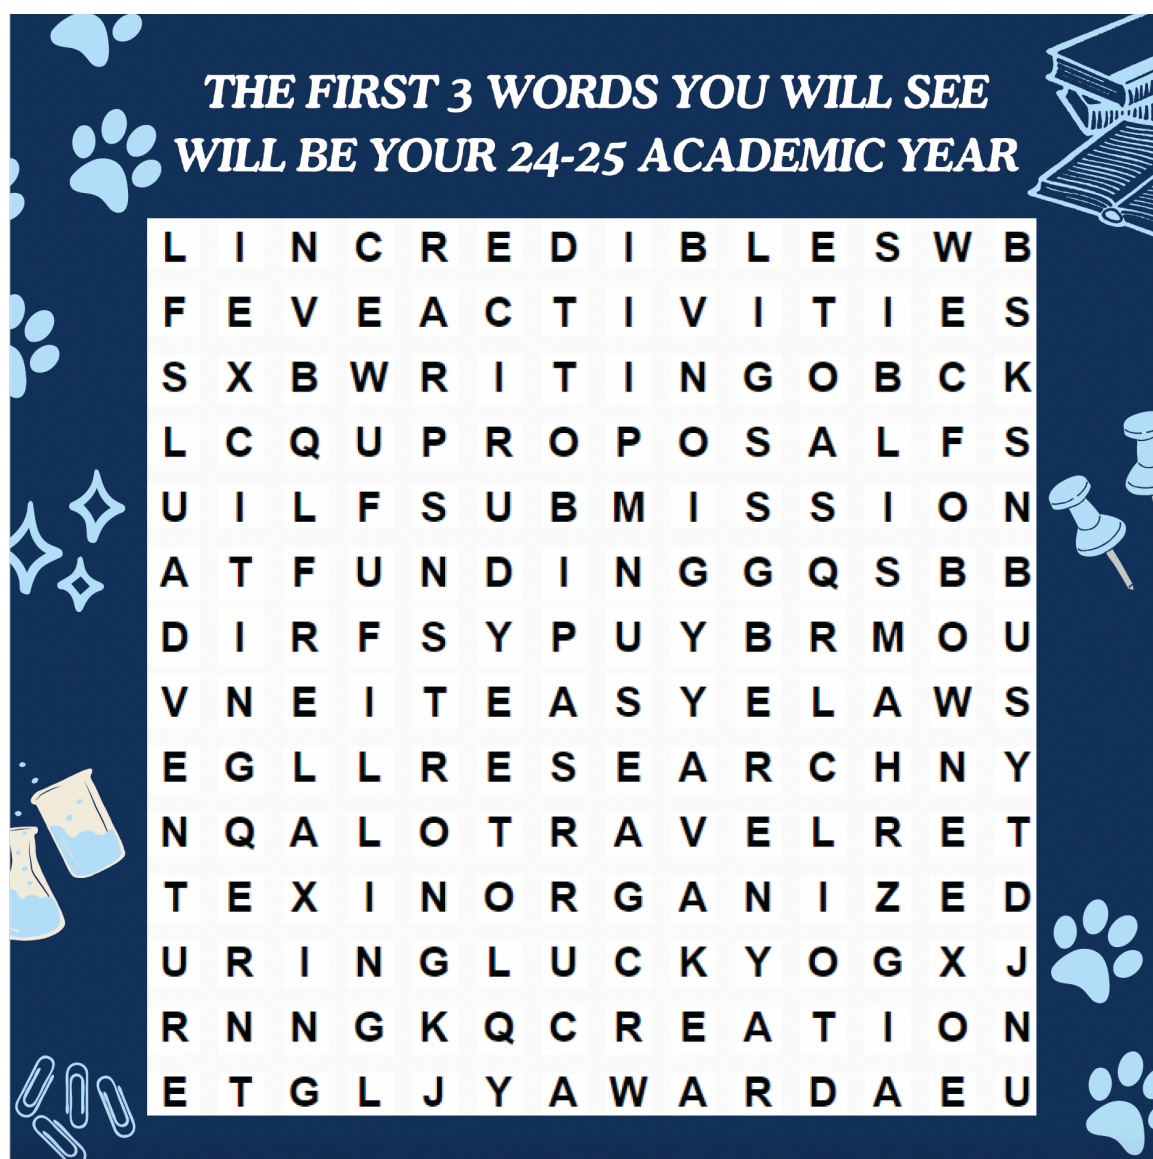 THE FIRST 3 WORDS YOU WILL SEE
WILL BE YOUR 24-25 ACADEMIC YEAR
L I N C R E D I B L E S W B
F E V E A C T I V I T I E S
S X B W R I T I N G O B C K
L C Q U P R O P O S A L F S
U I L F S U B M I S S I O N
A T F U N D I N G G Q S B B
D I R F S Y P U Y B R M O U
V N E I T E A S Y E L A W S
E G L L R E S E A R C H N Y
N Q A L O T R A V E L R E T
T E X I N O R G A N I Z E D
U R I N G L U C K Y O G X J
R N N G K Q C R E A T I O N
E T G L J Y A W A R D A E U